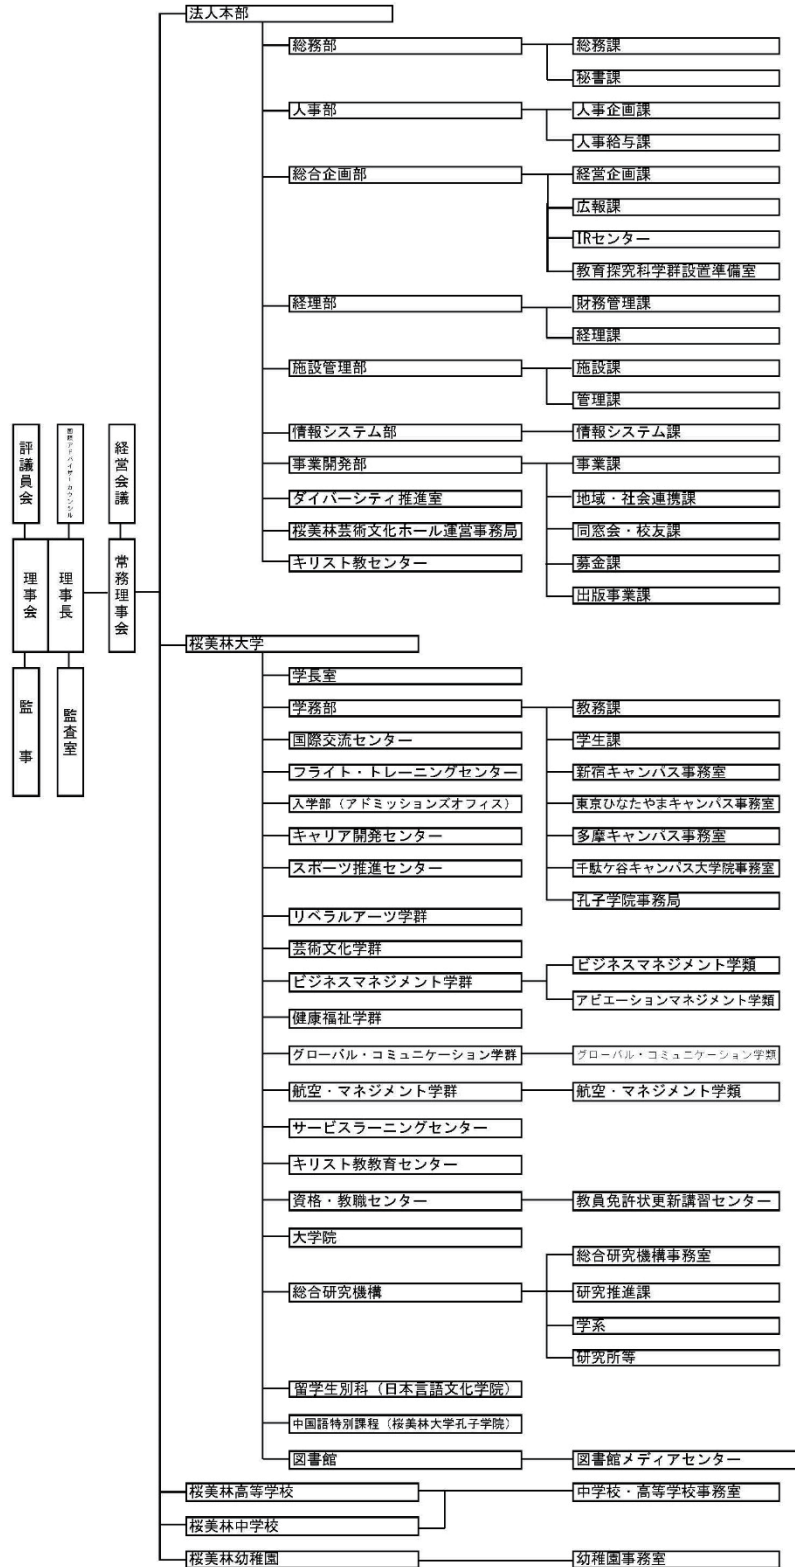 評議員会
国際アドバイザーカウンシル
経営会議
理事会
理事長
常務理事会
監事
監査室
法人本部
総務部
総務課
秘書課
人事部
人事企画課
人事給与課
総合企画部
経営企画課
広報課
IRセンター
教育探究科学群設置準備室
経理部
財務管理課
経理課
施設管理部
施設課
管理課
情報システム部
情報システム課
事業開発部
事業課
地域・社会連携課
同窓会・校友課
募金課
出版事業課
ダイバーシティ推進室
桜美林芸術文化ホール運営事務局
キリスト教センター
桜美林大学
学長室
学務部
教務課
学生課
新宿キャンパス事務室
東京ひなたやまキャンパス事務室
多摩キャンパス事務室
千駄ケ谷キャンパス大学院事務室
孔子学院事務局
国際交流センター
フライト・トレーニングセンター
入学部（アドミッションズオフィス）
キャリア開発センター
スポーツ推進センター
リベラルアーツ学群
芸術文化学群
ビジネスマネジメント学群
ビジネスマネジメント学類
アビエーションマネジメント学類
健康福祉学群
グローバル・コミュニケーション学群
グローバル・コミュニケーション学類
航空・マネジメント学群
航空・マネジメント学類
サービスラーニングセンター
キリスト教教育センター
資格・教職センター
教員免許状更新講習センター
大学院
総合研究機構
総合研究機構事務室
研究推進課
学系
研究所等
留学生別科（日本言語文化学院）
中国語特別課程（桜美林大学孔子学院）
図書館
図書館メディアセンター
桜美林高等学校
中学校・高等学校事務室
桜美林中学校
桜美林幼稚園
幼稚園事務室